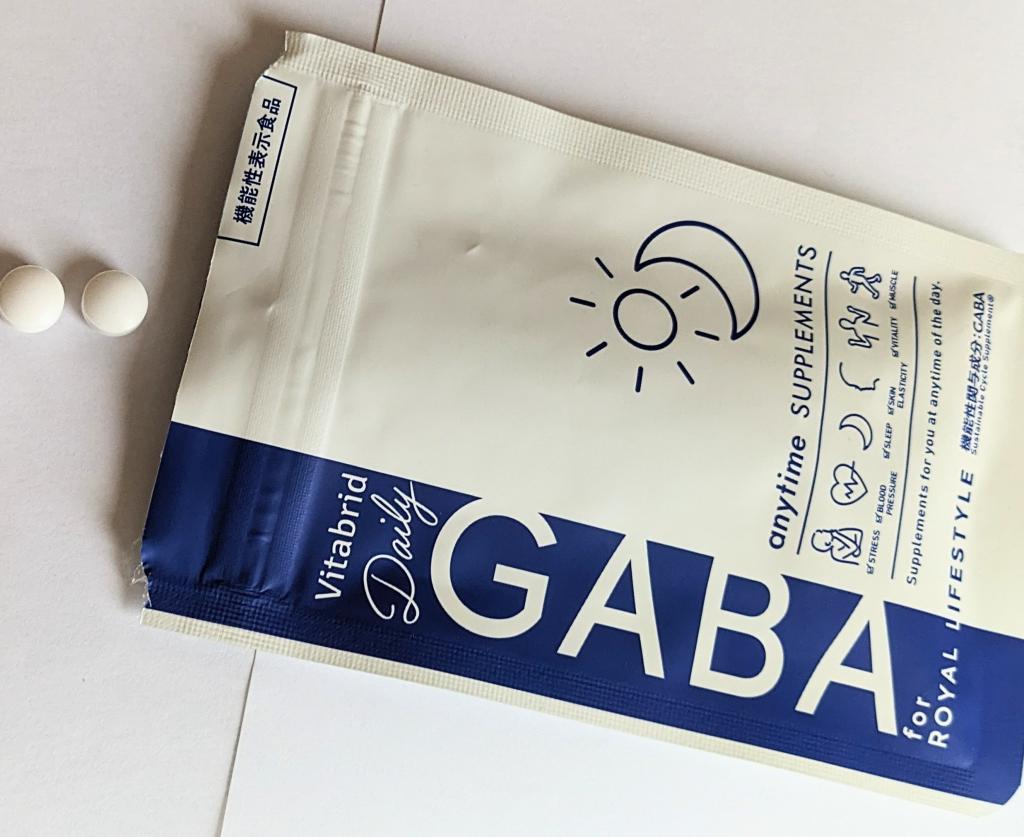 機能性表示食品
Vitabrid
Daily
GABA
for
ROYAL LIFESTYLE
anytime SUPPLEMENTS
☑STRESS ☑BLOOD PRESSURE ☑SLEEP ☑SKIN ELASTICITY ☑VITALITY ☑MUSCLE
Supplements for you at anytime of the day.
機能性関与成分:GABA
Sustainable Cycle Supplement®